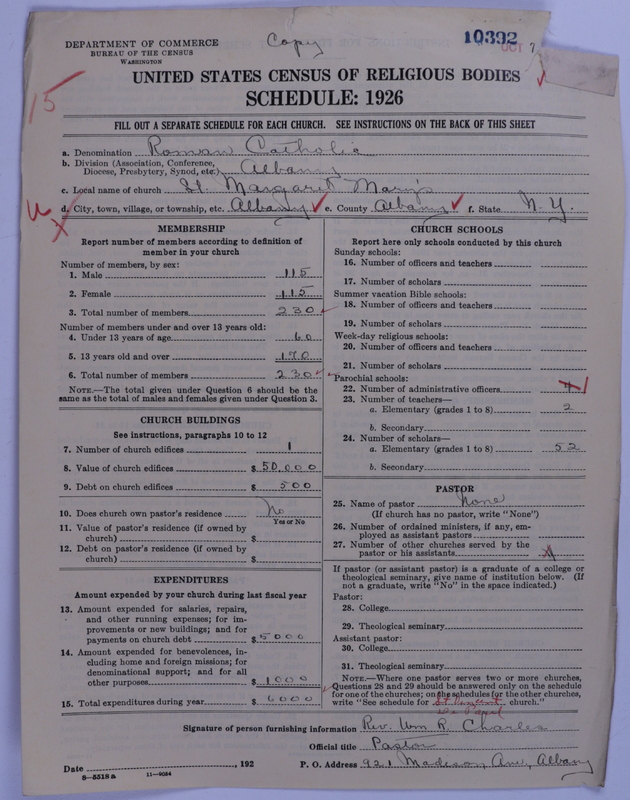 DEPARTMENT OF COMMERCE
BUREAU OF THE CENSUS
WASHINGTON
Copy
10392
OCT 7
15
UNITED STATES CENSUS OF RELIGIOUS BODIES
SCHEDULE: 1926
FILL OUT A SEPARATE SCHEDULE FOR EACH CHURCH. SEE INSTRUCTIONS ON THE BACK OF THIS SHEET
a. Denomination Roman Catholic
b. Division (Association, Conference, Diocese, Presbytery, Synod, etc.) Albany
c. Local name of church St. Margaret Mary's
d. City, town, village, or township, etc. Albany e. County Albany f. State N.Y.
MEMBERSHIP
Report number of members according to definition of
member in your church
Number of members, by sex:
1. Male 115
2. Female 115
3. Total number of members 230
Number of members under and over 13 years old:
4. Under 13 years of age 60
5. 13 years old and over 170
6. Total number of members 230
NOTE.—The total given under Question 6 should be
same as the total of males and females given under Question 3.
CHURCH BUILDINGS
See instructions, paragraphs 10 to 12
7. Number of church edifices 1
8. Value of church edifices $ 50,000
9. Debt on church edifices $ 500
10. Does church own pastor's residence No
Yes or No
11. Value of pastor's residence (if owned by
church) $
12. Debt on pastor's residence (if owned by
church) $
EXPENDITURES
Amount expended by your church during last fiscal year
13. Amount expended for salaries, repairs,
and other running expenses; for im-
provements or new buildings; and for
payments on church debt $ 5000
14. Amount expended for benevolences, in-
cluding home and foreign missions; for
denominational support; and for all
other purposes $ 1000
15. Total expenditures during year $ 6000
CHURCH SCHOOLS
Report here only schools conducted by this church
Sunday schools:
16. Number of officers and teachers
17. Number of scholars
Summer vacation Bible schools:
18. Number of officers and teachers
19. Number of scholars
Week-day religious schools:
20. Number of officers and teachers
21. Number of scholars
Parochial schools:
22. Number of administrative officers 1
23. Number of teachers—
a. Elementary (grades 1 to 8) 2
b. Secondary
24. Number of scholars—
a. Elementary (grades 1 to 8) 52
b. Secondary
PASTOR
25. Name of pastor None
(If church has no pastor, write "None")
26. Number of ordained ministers, if any, em-
ployed as assistant pastors
27. Number of other churches served by the
pastor or his assistants
If pastor (or assistant pastor) is a graduate of a college or
theological seminary, give name of institution below. (If
not a graduate, write "No" in the space indicated.)
Pastor:
28. College
29. Theological seminary
Assistant pastor:
30. College
31. Theological seminary
NOTE.—Where one pastor serves two or more churches,
Questions 28 and 29 should be answered only on the schedule
for one of the churches; on the schedules for the other churches,
write "See schedule for St. Vincent church."
De Paul
Signature of person furnishing information Rev. Wm R. Charles
Official title Pastor
Date , 192 P. O. Address 921 Madison Ave, Albany
8-5518a 11-9034